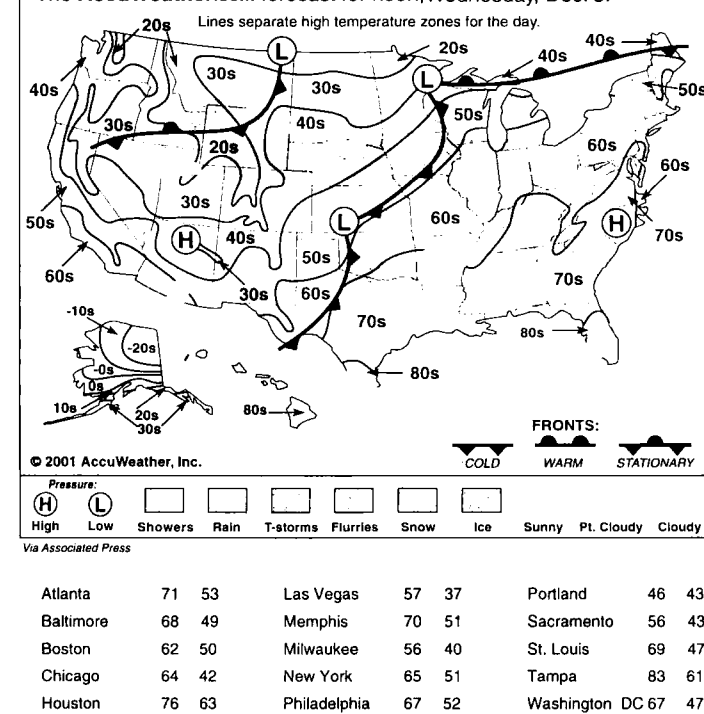 Lines separate high temperature zones for the day.
20s
20s
40s
40s
L
L
30s
30s
40s
50s
40s
50s
30s
20s
60s
60s
30s
50s
L
60s
H
70s
H
40s
50s
60s
30s
60s
70s
70s
-10s
-20s
-0s
0s
10s
20s
30s
80s
80s
80s
FRONTS:
COLD WARM STATIONARY
© 2001 AccuWeather, Inc.
Pressure:
H L
High Low Showers Rain T-storms Flurries Snow Ice Sunny Pt. Cloudy Cloudy
Via Associated Press
Atlanta 71 53 Las Vegas 57 37 Portland 46 43
Baltimore 68 49 Memphis 70 51 Sacramento 56 43
Boston 62 50 Milwaukee 56 40 St. Louis 69 47
Chicago 64 42 New York 65 51 Tampa 83 61
Houston 76 63 Philadelphia 67 52 Washington DC 67 47